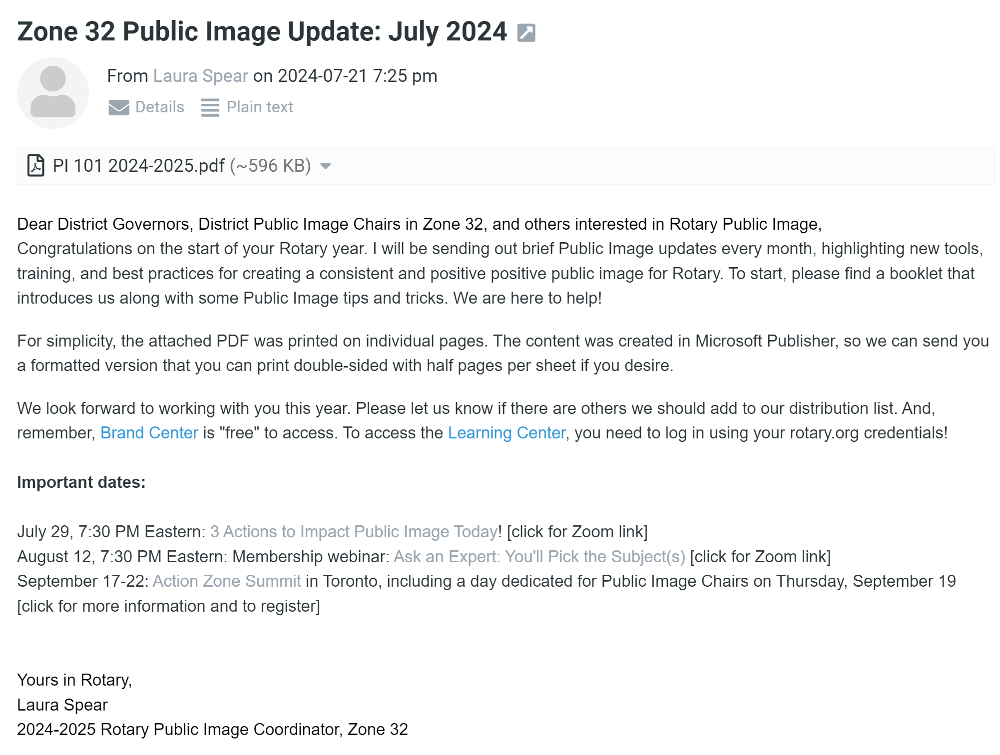 Zone 32 Public Image Update: July 2024
From Laura Spear on 2024-07-21 7:25 pm
Details Plain text
PI 101 2024-2025.pdf (~596 KB)
Dear District Governors, District Public Image Chairs in Zone 32, and others interested in Rotary Public Image,
Congratulations on the start of your Rotary year. I will be sending out brief Public Image updates every month, highlighting new tools,
training, and best practices for creating a consistent and positive positive public image for Rotary. To start, please find a booklet that
introduces us along with some Public Image tips and tricks. We are here to help!
For simplicity, the attached PDF was printed on individual pages. The content was created in Microsoft Publisher, so we can send you
a formatted version that you can print double-sided with half pages per sheet if you desire.
We look forward to working with you this year. Please let us know if there are others we should add to our distribution list. And,
remember, Brand Center is "free" to access. To access the Learning Center, you need to log in using your rotary.org credentials!
Important dates:
July 29, 7:30 PM Eastern: 3 Actions to Impact Public Image Today! [click for Zoom link]
August 12, 7:30 PM Eastern: Membership webinar: Ask an Expert: You'll Pick the Subject(s) [click for Zoom link]
September 17-22: Action Zone Summit in Toronto, including a day dedicated for Public Image Chairs on Thursday, September 19
[click for more information and to register]
Yours in Rotary,
Laura Spear
2024-2025 Rotary Public Image Coordinator, Zone 32